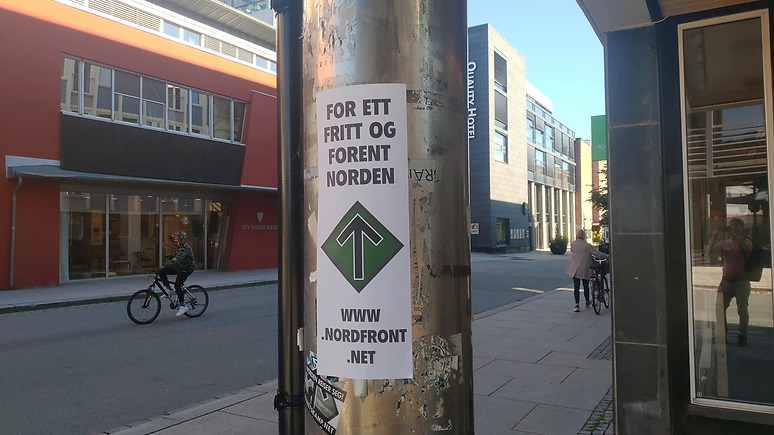 FOR ETT
FRITT OG
FORENT
NORDEN
WWW
.NORDFRONT
.NET
QUALITY HOTEL